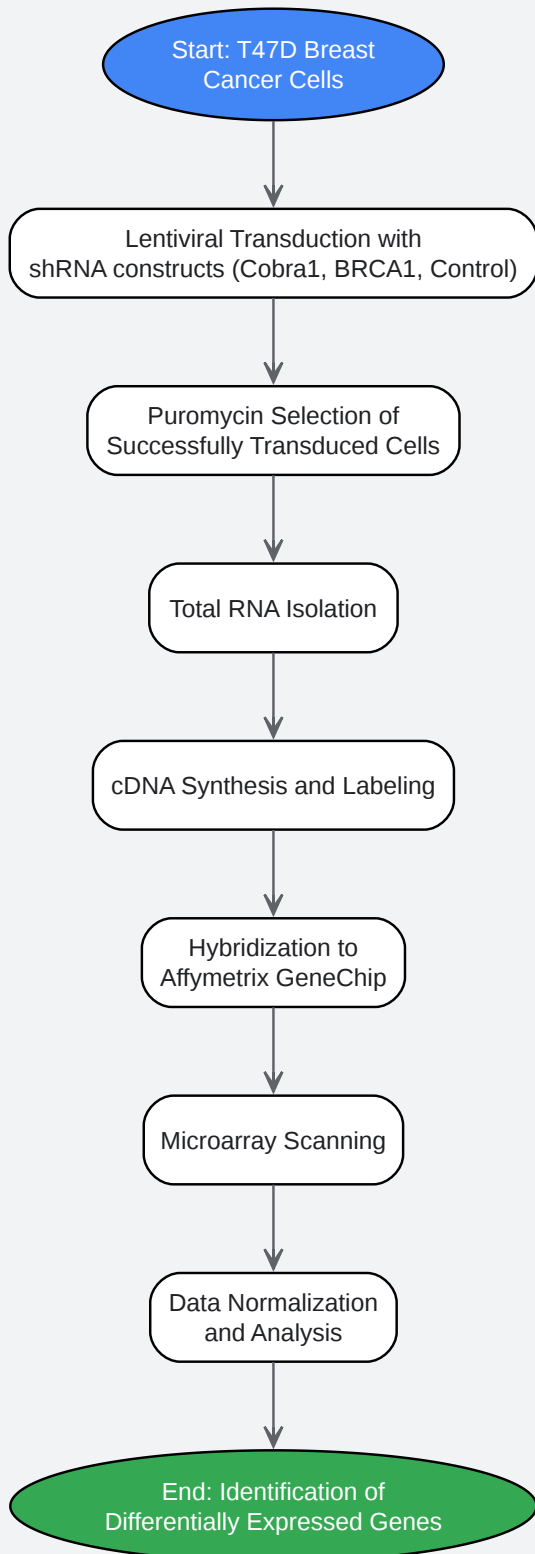 Start: T47D Breast
Cancer Cells
Lentiviral Transduction with
shRNA constructs (Cobra1, BRCA1, Control)
Puromycin Selection of
Successfully Transduced Cells
Total RNA Isolation
cDNA Synthesis and Labeling
Hybridization to
Affymetrix GeneChip
Microarray Scanning
Data Normalization
and Analysis
End: Identification of
Differentially Expressed Genes